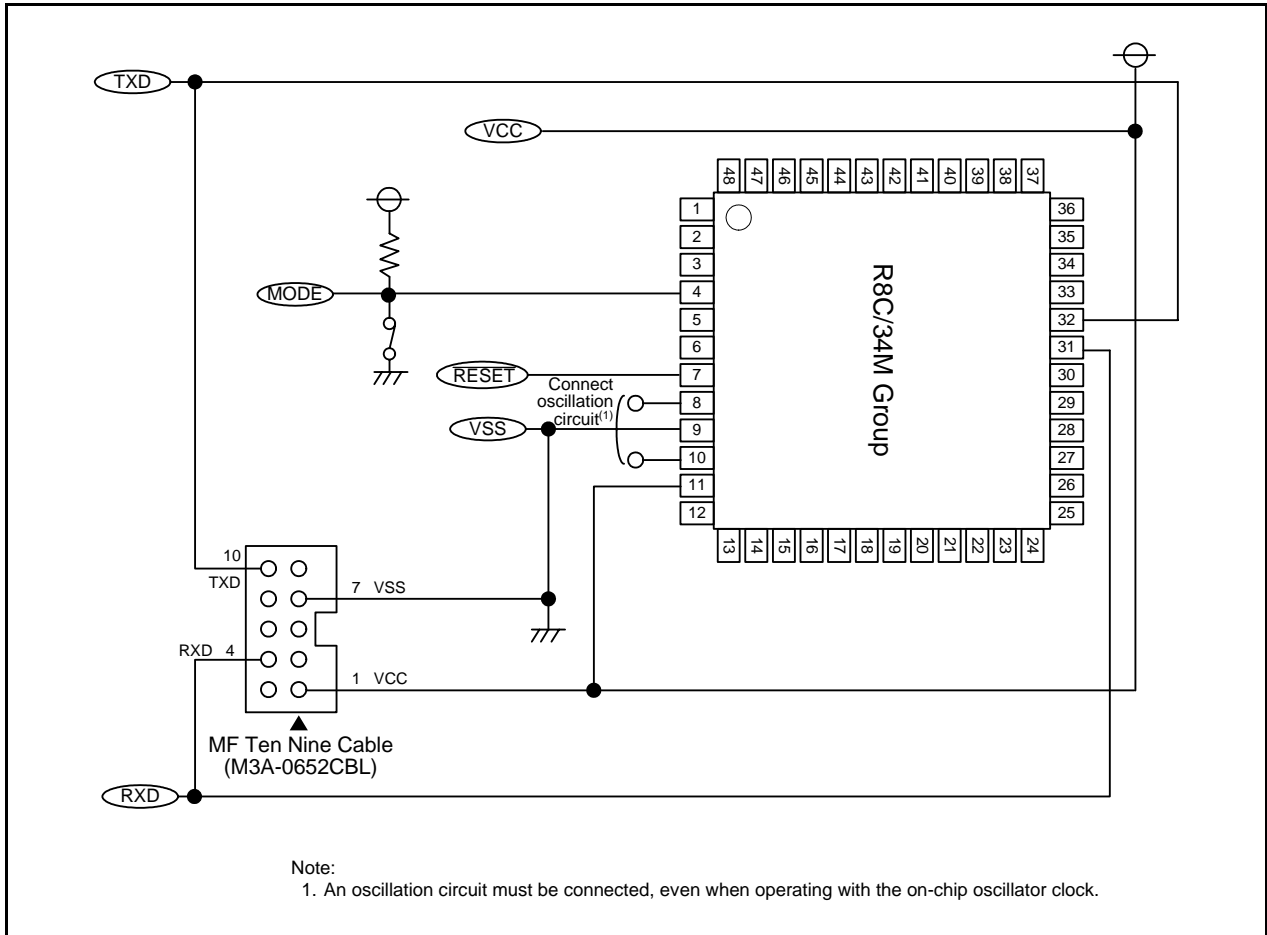 TXD
VCC
48 47 46 45 44 43 42 41 40 39 38 37
1
2
3
4
5
6
7
8
9
10
11
12
36
35
34
33
32
31
30
29
28
27
26
25
R8C/34M Group
MODE
RESET
Connect
oscillation
circuit(1)
VSS
13 14 15 16 17 18 19 20 21 22 23 24
10
TXD
7 VSS
RXD 4
1 VCC
MF Ten Nine Cable
(M3A-0652CBL)
RXD
Note:
1. An oscillation circuit must be connected, even when operating with the on-chip oscillator clock.